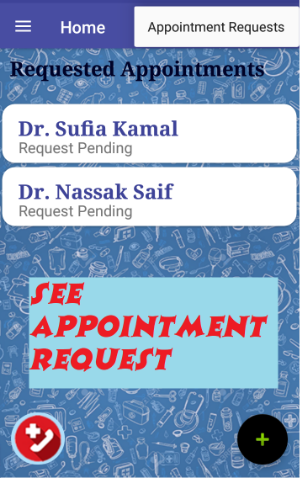 Home
Appointment Requests
Requested Appointments
Dr. Sufia Kamal
Request Pending
Dr. Nassak Saif
Request Pending
SEE
APPOINTMENT
REQUEST